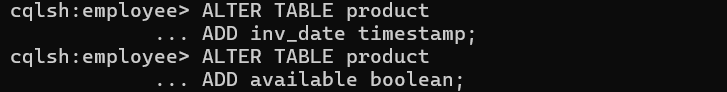 cqlsh:employee> ALTER TABLE product
            ... ADD inv_date timestamp;
cqlsh:employee> ALTER TABLE product
            ... ADD available boolean;